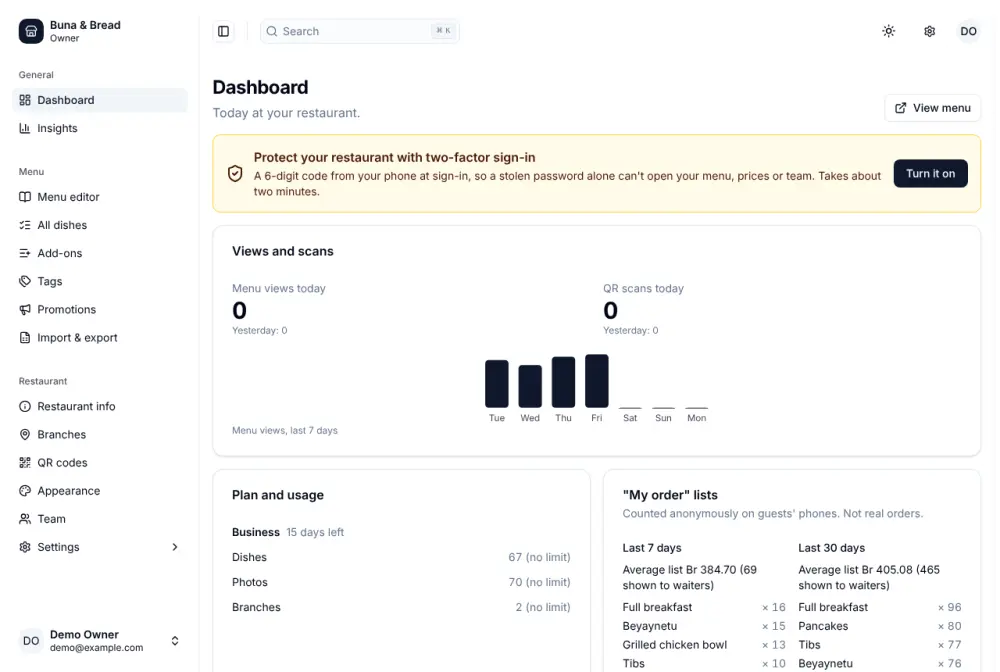 Buna & Bread
Owner
Search
⌘ K
DO
General
Dashboard
Insights
Menu
Menu editor
All dishes
Add-ons
Tags
Promotions
Import & export
Restaurant
Restaurant info
Branches
QR codes
Appearance
Team
Settings
DO
Demo Owner
demo@example.com
Dashboard
Today at your restaurant.
View menu
Protect your restaurant with two-factor sign-in
A 6-digit code from your phone at sign-in, so a stolen password alone can't open your menu, prices or team. Takes about
two minutes.
Turn it on
Views and scans
Menu views today
0
Yesterday: 0
QR scans today
0
Yesterday: 0
Tue Wed Thu Fri Sat Sun Mon
Menu views, last 7 days
Plan and usage
Business 15 days left
Dishes 67 (no limit)
Photos 70 (no limit)
Branches 2 (no limit)
"My order" lists
Counted anonymously on guests' phones. Not real orders.
Last 7 days
Average list Br 384.70 (69
shown to waiters)
Full breakfast × 16
Beyaynetu × 15
Grilled chicken bowl × 13
Tibs × 10
Last 30 days
Average list Br 405.08 (465
shown to waiters)
Full breakfast × 96
Pancakes × 80
Tibs × 77
Beyaynetu × 76